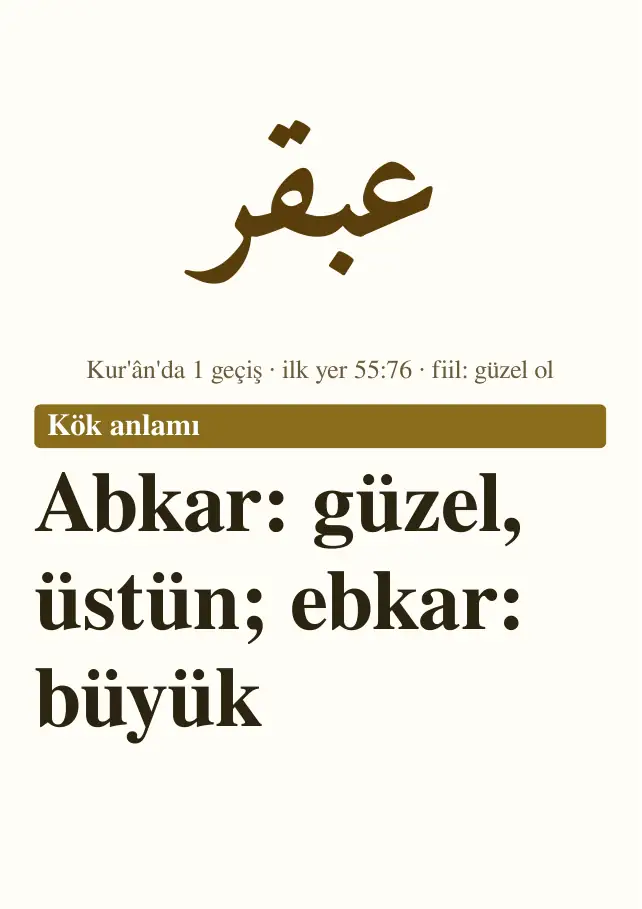 عبقر
Kur'ân'da 1 geçiş · ilk yer 55:76 · fiil: güzel ol
Kök anlamı
Abkar: güzel,
üstün; ebkar:
büyük